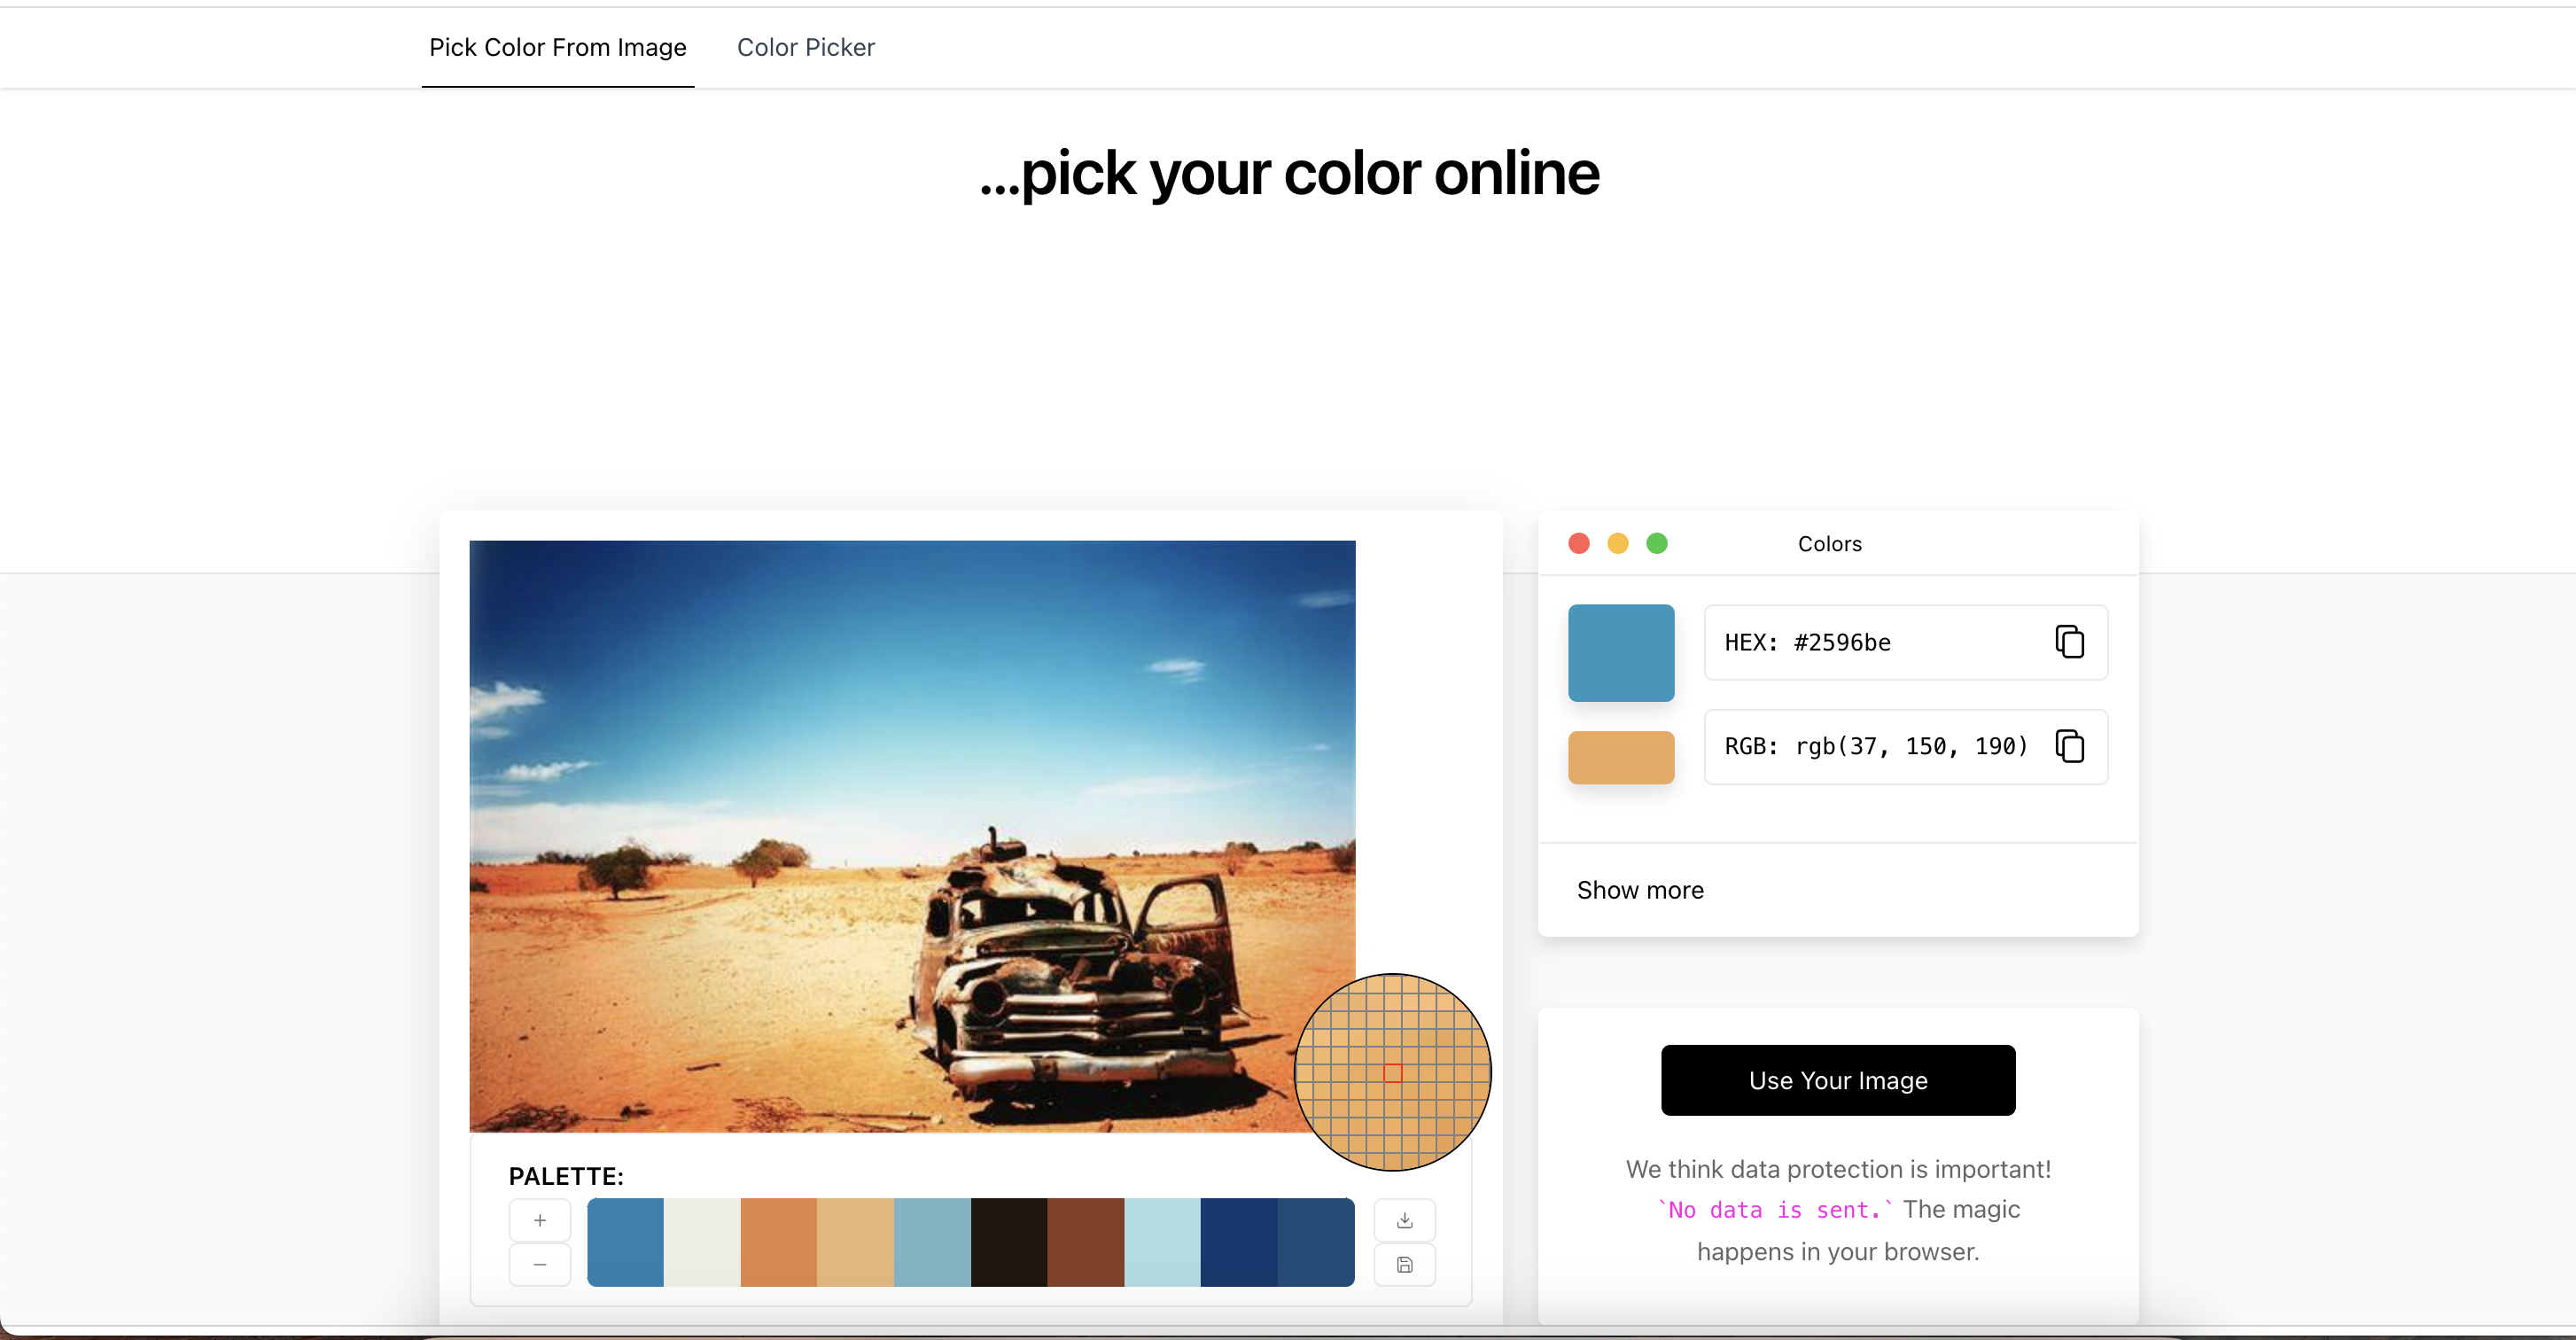 Pick Color From Image
Color Picker
...pick your color online
Colors
HEX: #2596be
RGB: rgb(37, 150, 190)
Show more
Use Your Image
We think data protection is important!
`No data is sent.` The magic
happens in your browser.
PALETTE:
+
−